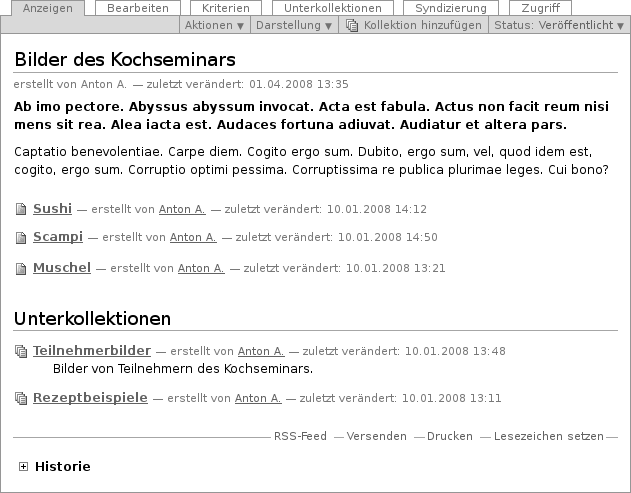 Anzeigen Bearbeiten Kriterien Unterkollektionen Syndizierung Zugriff
Aktionen ▼ Darstellung ▼ Kollektion hinzufügen Status: Veröffentlicht ▼
Bilder des Kochseminars
erstellt von Anton A. — zuletzt verändert: 01.04.2008 13:35
Ab imo pectore. Abyssus abyssum invocat. Acta est fabula. Actus non facit reum nisi
mens sit rea. Alea iacta est. Audaces fortuna adiuvat. Audiatur et altera pars.
Captatio benevolentiae. Carpe diem. Cogito ergo sum. Dubito, ergo sum, vel, quod idem est,
cogito, ergo sum. Corruptio optimi pessima. Corruptissima re publica plurimae leges. Cui bono?
Sushi — erstellt von Anton A. — zuletzt verändert: 10.01.2008 14:12
Scampi — erstellt von Anton A. — zuletzt verändert: 10.01.2008 14:50
Muschel — erstellt von Anton A. — zuletzt verändert: 10.01.2008 13:21
Unterkollektionen
Teilnehmerbilder — erstellt von Anton A. — zuletzt verändert: 10.01.2008 13:48
Bilder von Teilnehmern des Kochseminars.
Rezeptbeispiele — erstellt von Anton A. — zuletzt verändert: 10.01.2008 13:11
RSS-Feed — Versenden — Drucken — Lesezeichen setzen —
Historie